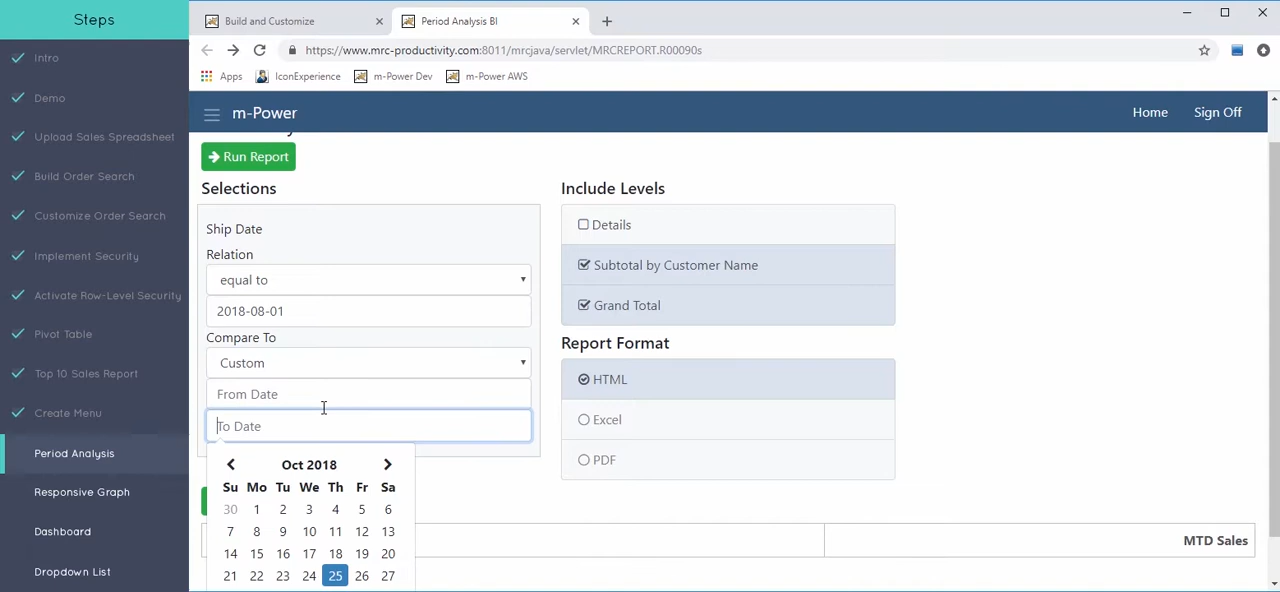 Steps
Intro
Demo
Upload Sales Spreadsheet
Build Order Search
Customize Order Search
Implement Security
Activate Row-Level Security
Pivot Table
Top 10 Sales Report
Create Menu
Period Analysis
Responsive Graph
Dashboard
Dropdown List
Build and Customize
Period Analysis BI
https://www.mrc-productivity.com:8011/mrcjava/servlet/MRCREPORT.R00090s
Apps IconExperience m-Power Dev m-Power AWS
m-Power Home Sign Off
Run Report
Selections
Ship Date
Relation
equal to
2018-08-01
Compare To
Custom
From Date
To Date
Oct 2018
Su Mo Tu We Th Fr Sa
30 1 2 3 4 5 6
7 8 9 10 11 12 13
14 15 16 17 18 19 20
21 22 23 24 25 26 27
Include Levels
Details
Subtotal by Customer Name
Grand Total
Report Format
HTML
Excel
PDF
MTD Sales